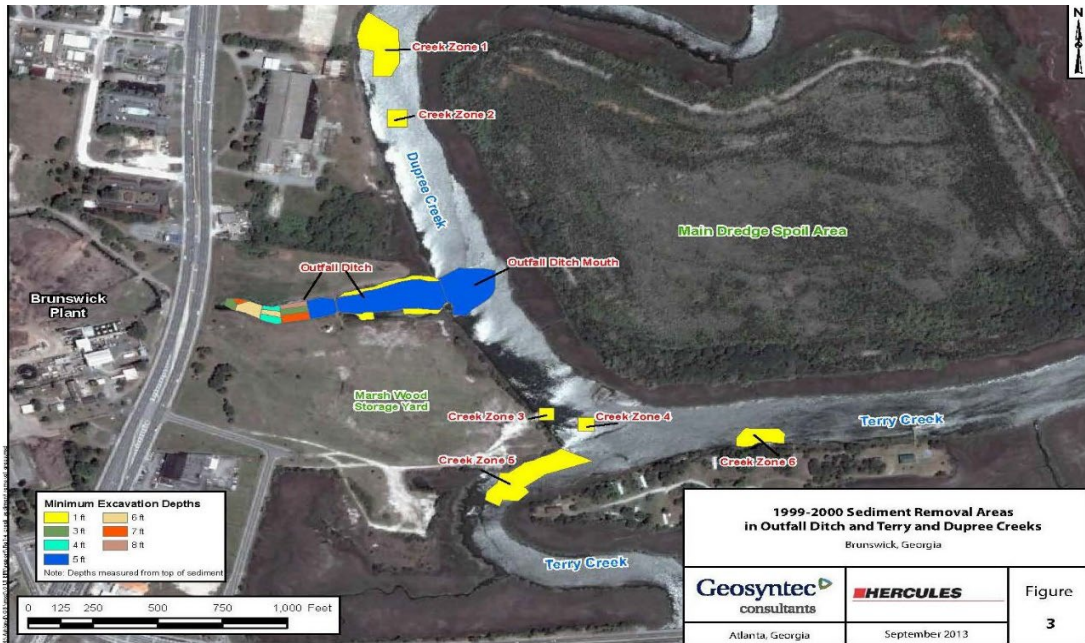 N
Creek Zone 1
Creek Zone 2
Dupree Creek
Main Dredge Spoil Area
Outfall Ditch
Outfall Ditch Mouth
Brunswick
Plant
Marsh Wood
Storage Yard
Creek Zone 3
Creek Zone 4
Terry Creek
Creek Zone 5
Creek Zone 6
Terry Creek
Minimum Excavation Depths
1 ft
3 ft
4 ft
5 ft
6 ft
7 ft
8 ft
Note: Depths measured from top of sediment
0 125 250 500 750 1,000 Feet
1999-2000 Sediment Removal Areas
in Outfall Ditch and Terry and Dupree Creeks
Brunswick, Georgia
Geosyntec
consultants
HERCULES
Figure
3
Atlanta, Georgia
September 2013